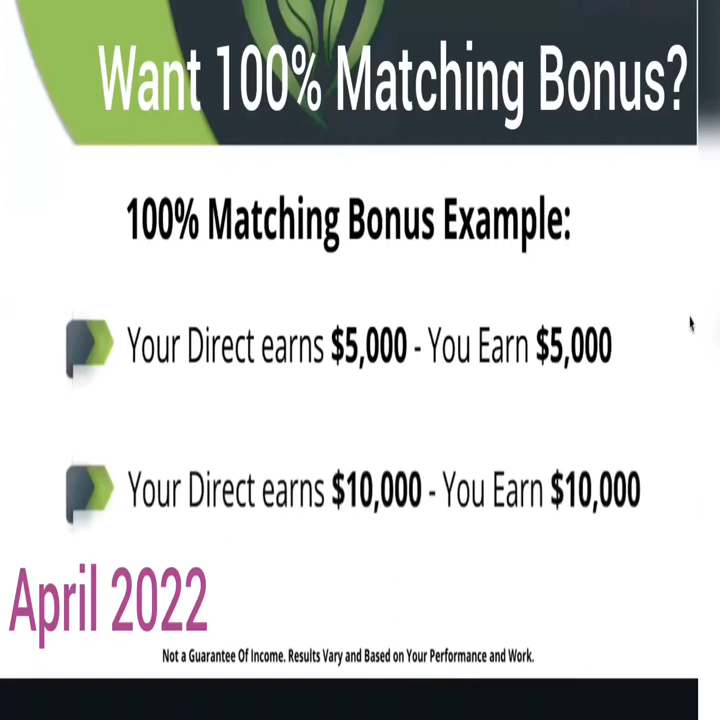 Want 100% Matching Bonus?
100% Matching Bonus Example:
Your Direct earns $5,000 - You Earn $5,000
Your Direct earns $10,000 - You Earn $10,000
April 2022
Not a Guarantee Of Income. Results Vary and Based on Your Performance and Work.